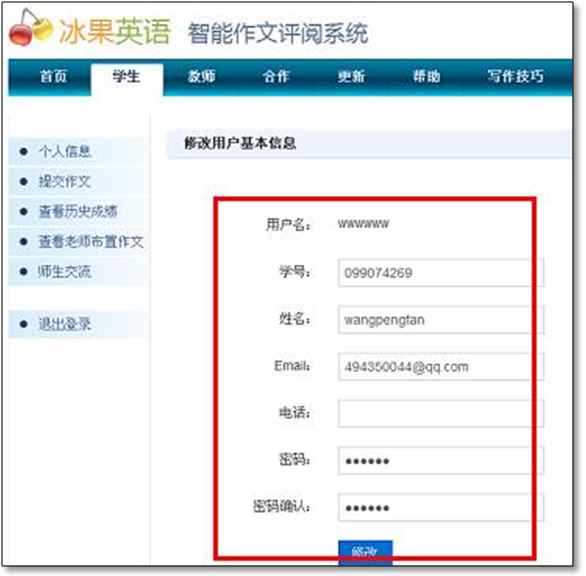 冰果英语 智能作文评阅系统
首页 学生 教师 合作 更新 帮助 写作技巧
个人信息
提交作文
查看历史成绩
查看老师布置作文
师生交流
退出登录
修改用户基本信息
用户名： wwwwww
学号： 099074269
姓名： wangpengfan
Email: 494350044@qq.com
电话：
密码： ●●●●●●
密码确认： ●●●●●●
修改